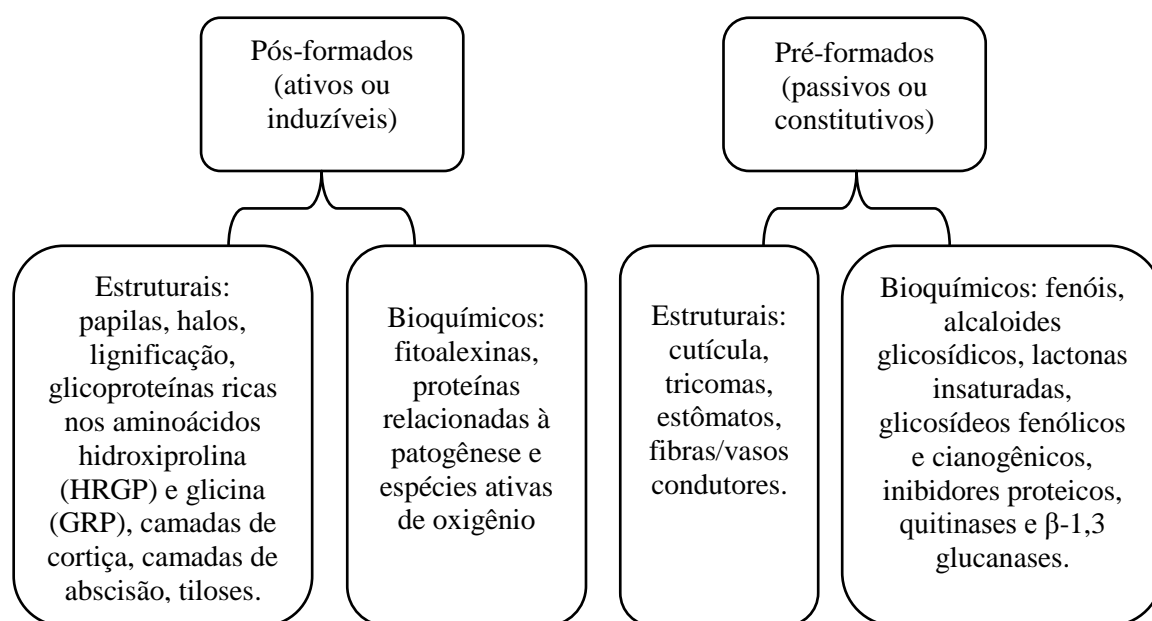 Pós-formados
(ativos ou
induzíveis)
Pré-formados
(passivos ou
constitutivos)
Estruturais:
papilas, halos,
lignificação,
glicoproteínas ricas
nos aminoácidos
hidroxiprolina
(HRGP) e glicina
(GRP), camadas de
cortiça, camadas de
abscisão, tiloses.
Bioquímicos:
fitoalexinas,
proteínas
relacionadas à
patogênese e
espécies ativas
de oxigênio
Estruturais:
cutícula,
tricomas,
estômatos,
fibras/vasos
condutores.
Bioquímicos: fenóis,
alcaloides
glicosídicos, lactonas
insaturadas,
glicosídeos fenólicos
e cianogênicos,
inibidores proteicos,
quitinases e β-1,3
glucanases.